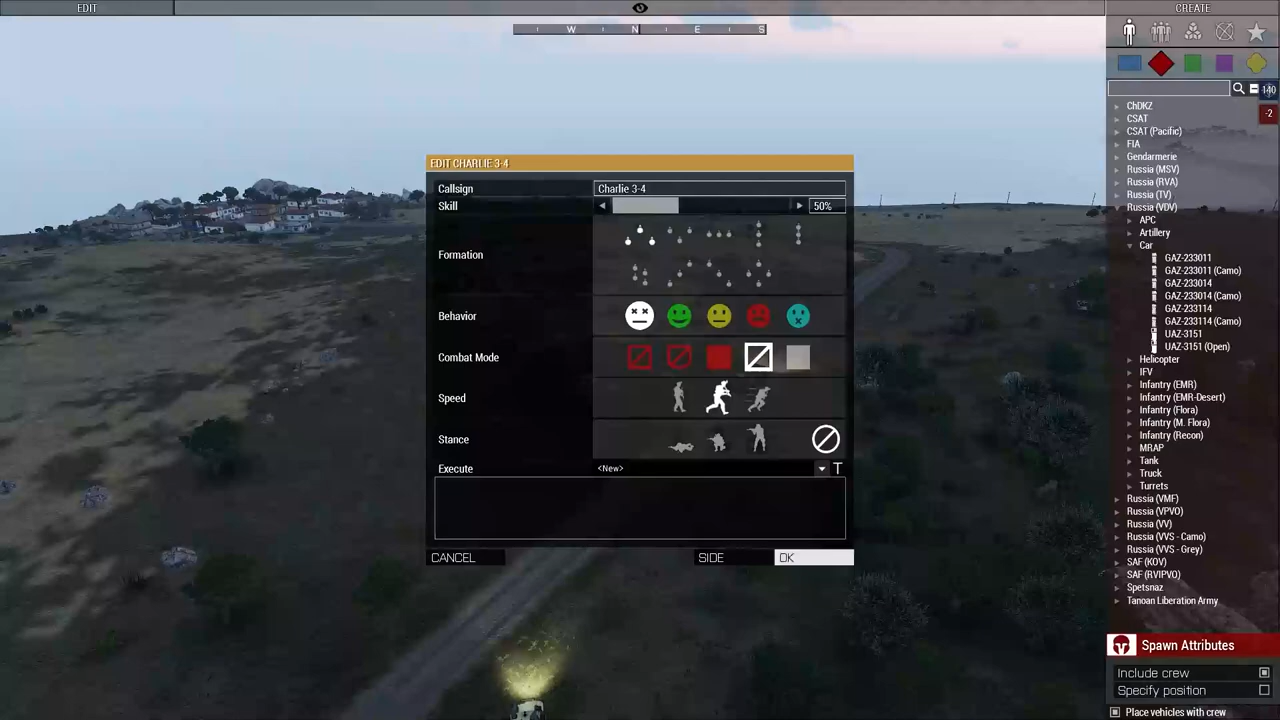 EDIT
CREATE
W N E S
140
-2
ChDKZ
CSAT
CSAT (Pacific)
FIA
Gendarmerie
Russia (MSV)
Russia (RVA)
Russia (TV)
Russia (VDV)
APC
Artillery
Car
GAZ-233011
GAZ-233011 (Camo)
GAZ-233014
GAZ-233014 (Camo)
GAZ-233114
GAZ-233114 (Camo)
UAZ-3151
UAZ-3151 (Open)
Helicopter
IFV
Infantry (EMR)
Infantry (EMR-Desert)
Infantry (Flora)
Infantry (M. Flora)
Infantry (Recon)
MRAP
Tank
Truck
Turrets
Russia (VMF)
Russia (VPVO)
Russia (VV)
Russia (VVS - Camo)
Russia (VVS - Grey)
SAF (KOV)
SAF (RVIPVO)
Spetsnaz
Tanoan Liberation Army
Spawn Attributes
Include crew
Specify position
Place vehicles with crew
EDIT CHARLIE 3-4
Callsign Charlie 3-4
Skill 50%
Formation
Behavior
Combat Mode
Speed
Stance
Execute <New> T
CANCEL SIDE OK